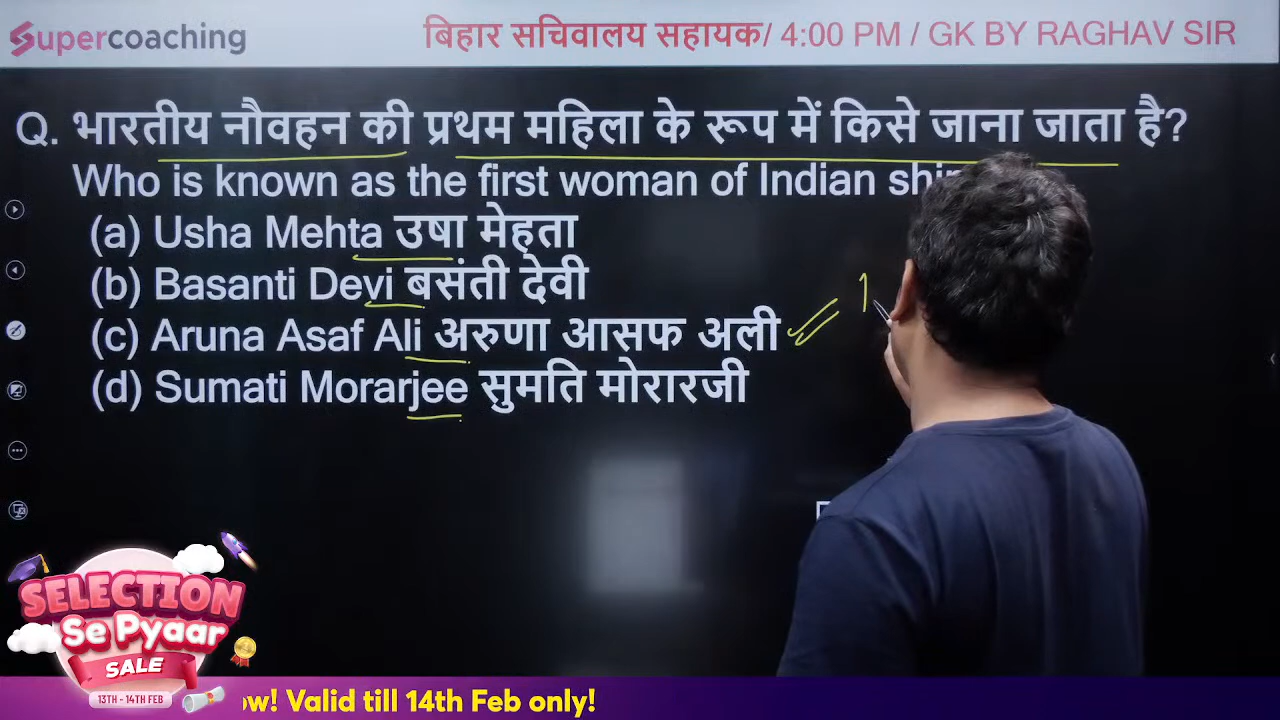 Supercoaching
बिहार सचिवालय सहायक/ 4:00 PM / GK BY RAGHAV SIR
Q. भारतीय नौवहन की प्रथम महिला के रूप में किसे जाना जाता है?
Who is known as the first woman of Indian
(a) Usha Mehta उषा मेहता
(b) Basanti Devi बसंती देवी
(c) Aruna Asaf Ali अरुणा आसफ अली
1
(d) Sumati Morarjee सुमति मोरारजी
SELECTION
Se Pyaar
SALE
13TH - 14TH FEB
Valid till 14th Feb only!